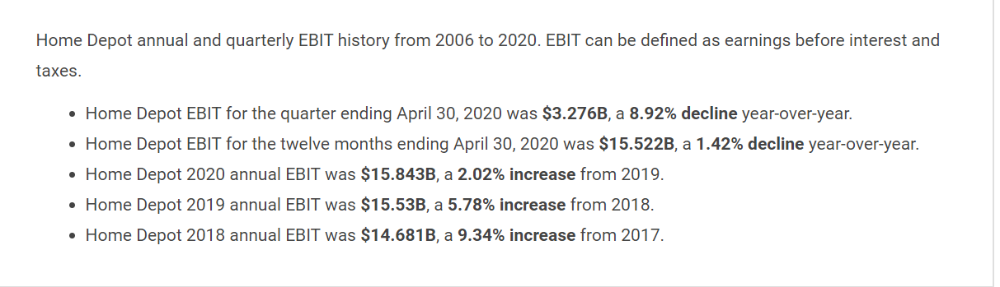 Home Depot annual and quarterly EBIT history from 2006 to 2020. EBIT can be defined as earnings before interest and
taxes.
• Home Depot EBIT for the quarter ending April 30, 2020 was $3.276B, a 8.92% decline year-over-year.
• Home Depot EBIT for the twelve months ending April 30, 2020 was $15.522B, a 1.42% decline year-over-year.
• Home Depot 2020 annual EBIT was $15.843B, a 2.02% increase from 2019.
• Home Depot 2019 annual EBIT was $15.53B, a 5.78% increase from 2018.
• Home Depot 2018 annual EBIT was $14.681B, a 9.34% increase from 2017.